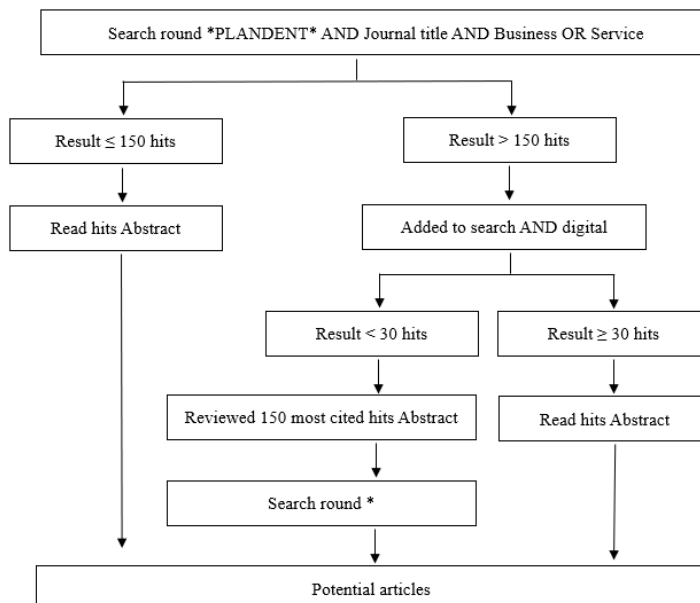 Search round *PLANDENT* AND Journal title AND Business OR Service
Result ≤ 150 hits
Result > 150 hits
Read hits Abstract
Added to search AND digital
Result < 30 hits
Result ≥ 30 hits
Reviewed 150 most cited hits Abstract
Read hits Abstract
Search round *
Potential articles